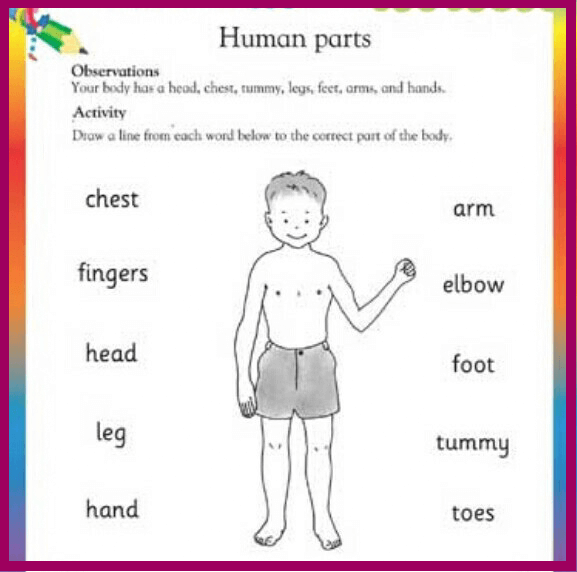 Human parts
Observations
Your body has a head, chest, tummy, legs, feet, arms, and hands.
Activity
Draw a line from each word below to the correct part of the body.
chest
arm
fingers
elbow
head
foot
leg
tummy
hand
toes